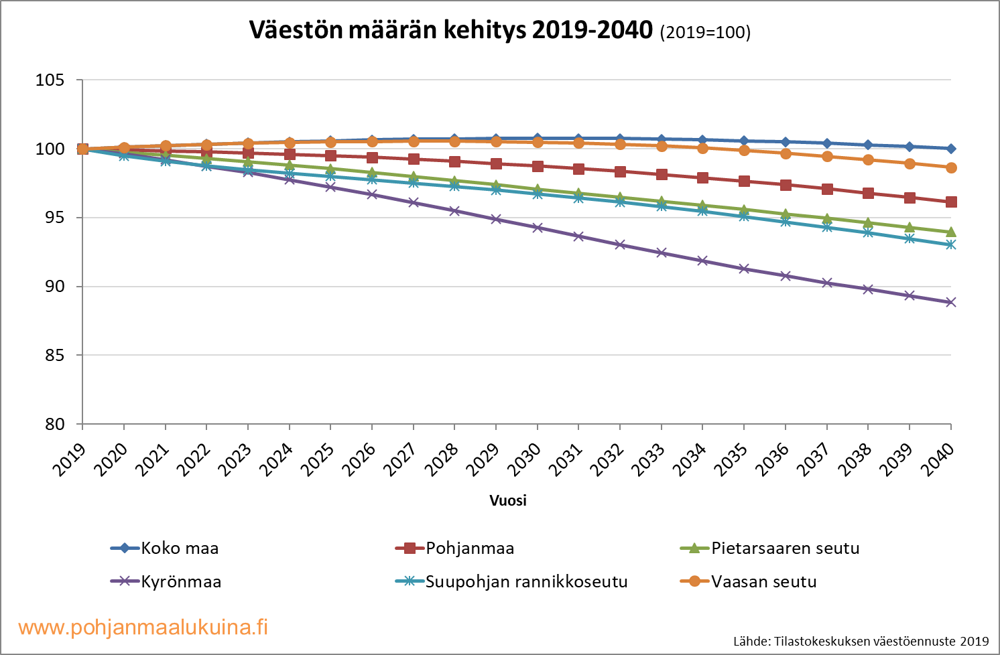 Väestön määrän kehitys 2019-2040 (2019=100)
105
100
95
90
85
80
2019 2020 2021 2022 2023 2024 2025 2026 2027 2028 2029 2030 2031 2032 2033 2034 2035 2036 2037 2038 2039 2040
Vuosi
Koko maa Pohjanmaa Pietarsaaren seutu
Kyrönmaa Suupohjan rannikkoseutu Vaasan seutu
www.pohjanmaalukuina.fi
Lähde: Tilastokeskuksen väestöennuste 2019